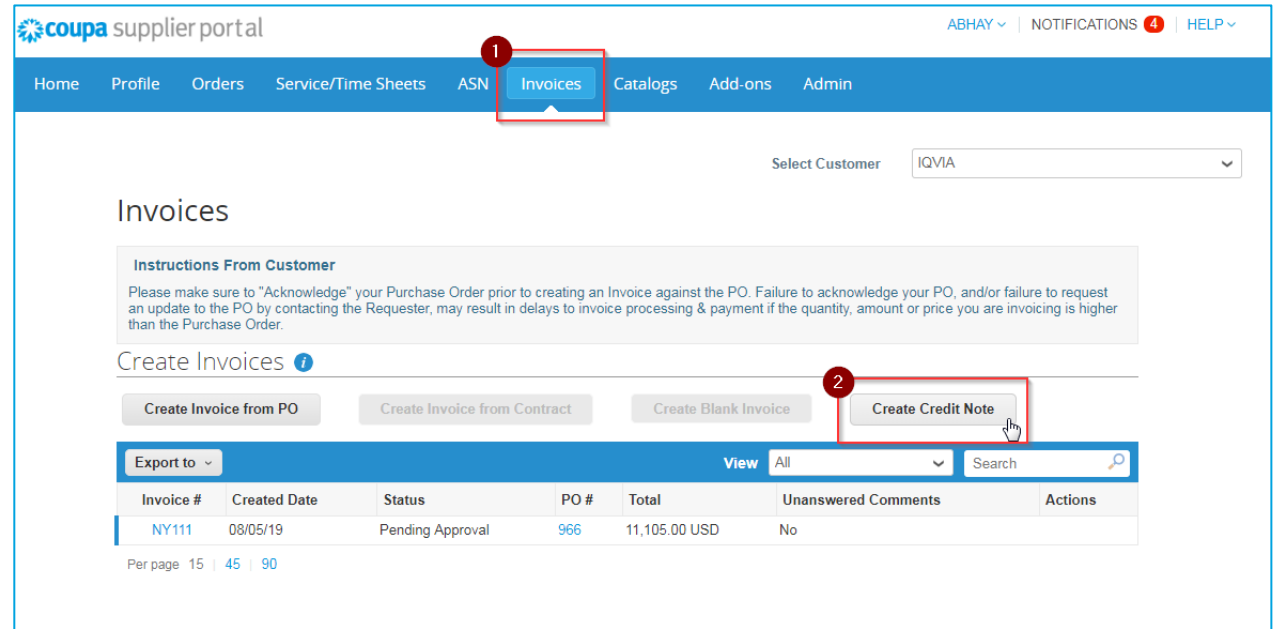 coupa supplier portal
ABHAY NOTIFICATIONS 4 HELP
1
Home Profile Orders Service/Time Sheets ASN Invoices Catalogs Add-ons Admin
Select Customer IQVIA
Invoices
Instructions From Customer
Please make sure to "Acknowledge" your Purchase Order prior to creating an Invoice against the PO. Failure to acknowledge your PO, and/or failure to request
an update to the PO by contacting the Requester, may result in delays to invoice processing & payment if the quantity, amount or price you are invoicing is higher
than the Purchase Order.
Create Invoices i
2
Create Invoice from PO Create Invoice from Contract Create Blank Invoice Create Credit Note
Export to View All Search
Invoice # Created Date Status PO # Total Unanswered Comments Actions
NY111 08/05/19 Pending Approval 966 11,105.00 USD No
Per page 15 | 45 | 90